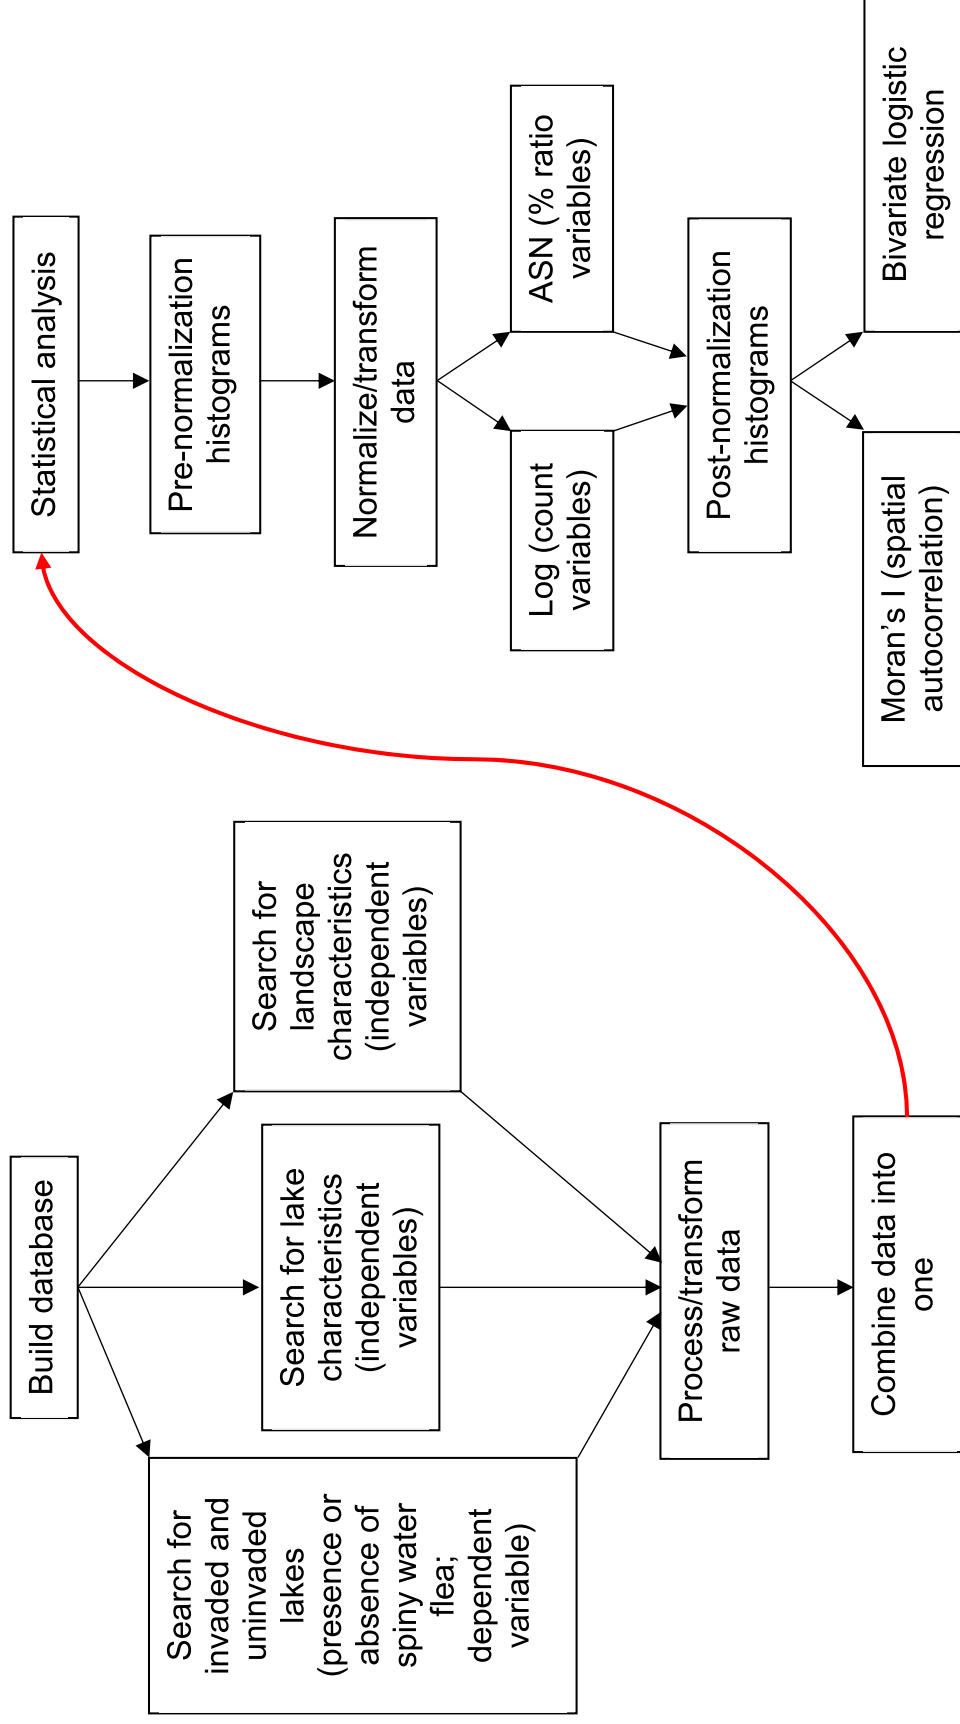 Build database
Search for
invaded and
uninvaded
lakes
(presence or
absence of
spiny water
flea;
dependent
variable)
Search for lake
characteristics
(independent
variables)
Search for
landscape
characteristics
(independent
variables)
Process/transform
raw data
Combine data into
one
Statistical analysis
Pre-normalization
histograms
Normalize/transform
data
Log (count
variables)
ASN (% ratio
variables)
Post-normalization
histograms
Moran's I (spatial
autocorrelation)
Bivariate logistic
regression